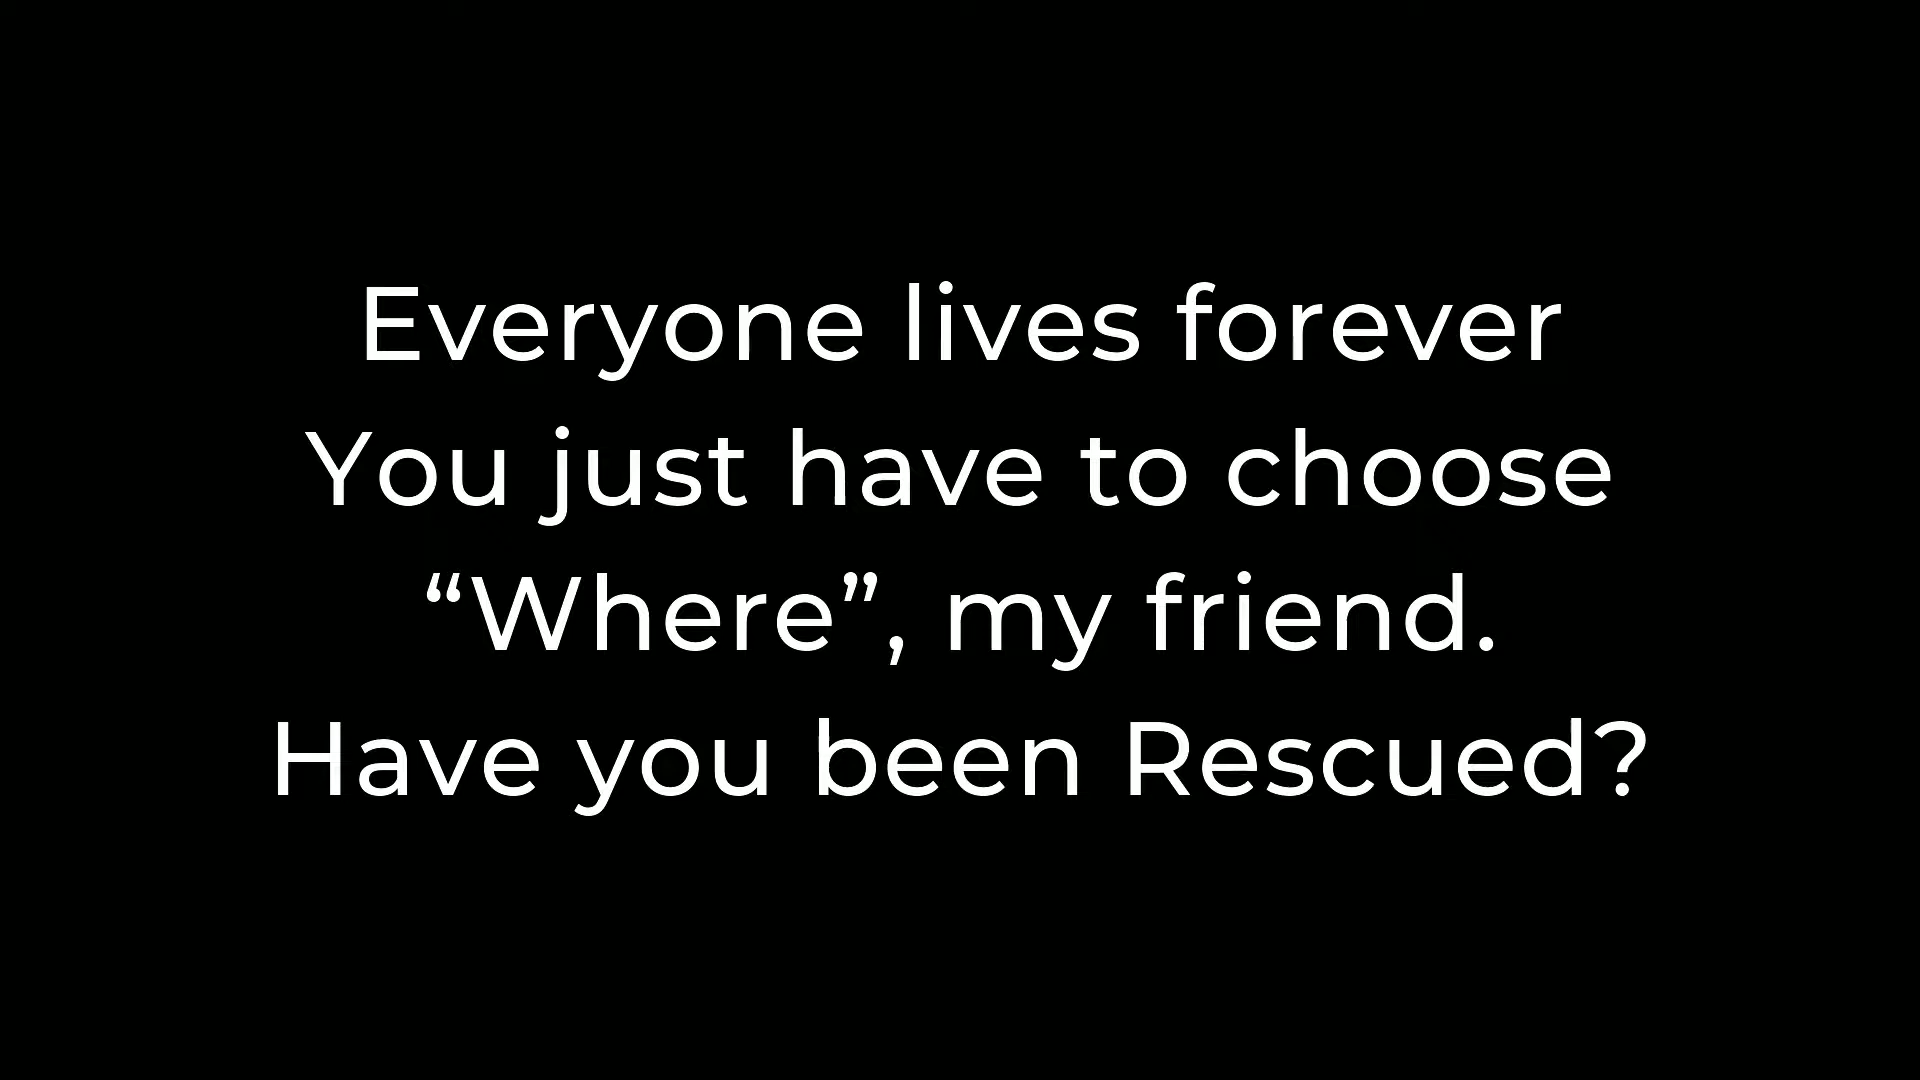 Everyone lives forever
You just have to choose
“Where”, my friend.
Have you been Rescued?